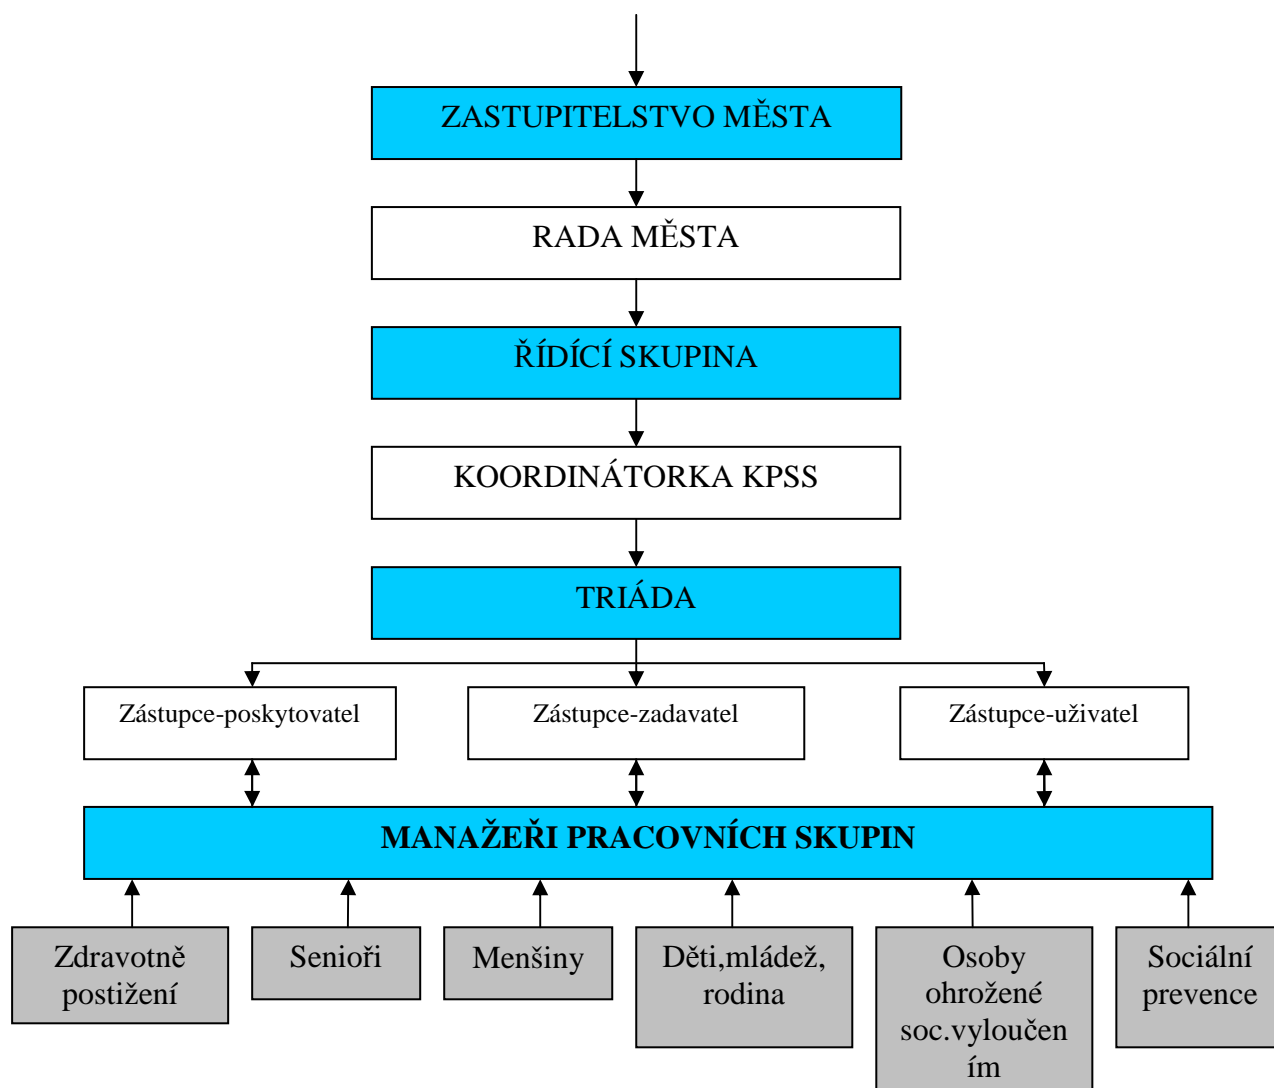 ZASTUPITELSTVO MĚSTA
RADA MĚSTA
ŘÍDÍCÍ SKUPINA
KOORDINÁTORKA KPSS
TRIÁDA
Zástupce-poskytovatel
Zástupce-zadavatel
Zástupce-uživatel
MANAŽEŘI PRACOVNÍCH SKUPIN
Zdravotně
postižení
Senioři
Menšiny
Děti,mládež,
rodina
Osoby
ohrožené
soc.vyloučen
ím
Sociální
prevence